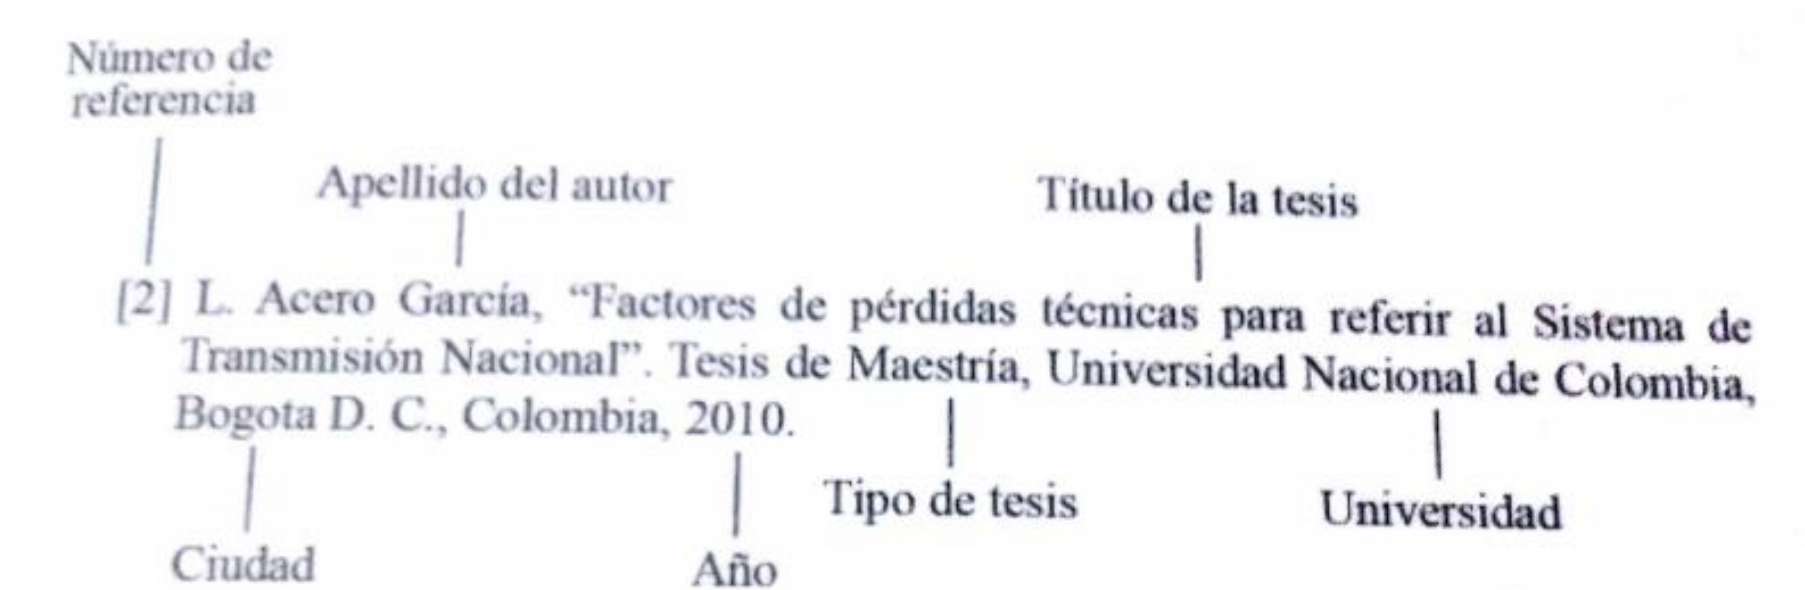 Número de
referencia
Apellido del autor
Título de la tesis
[2] L. Acero García, “Factores de pérdidas técnicas para referir al Sistema de
Transmisión Nacional”. Tesis de Maestría, Universidad Nacional de Colombia,
Bogota D. C., Colombia, 2010.
Tipo de tesis
Universidad
Ciudad
Año